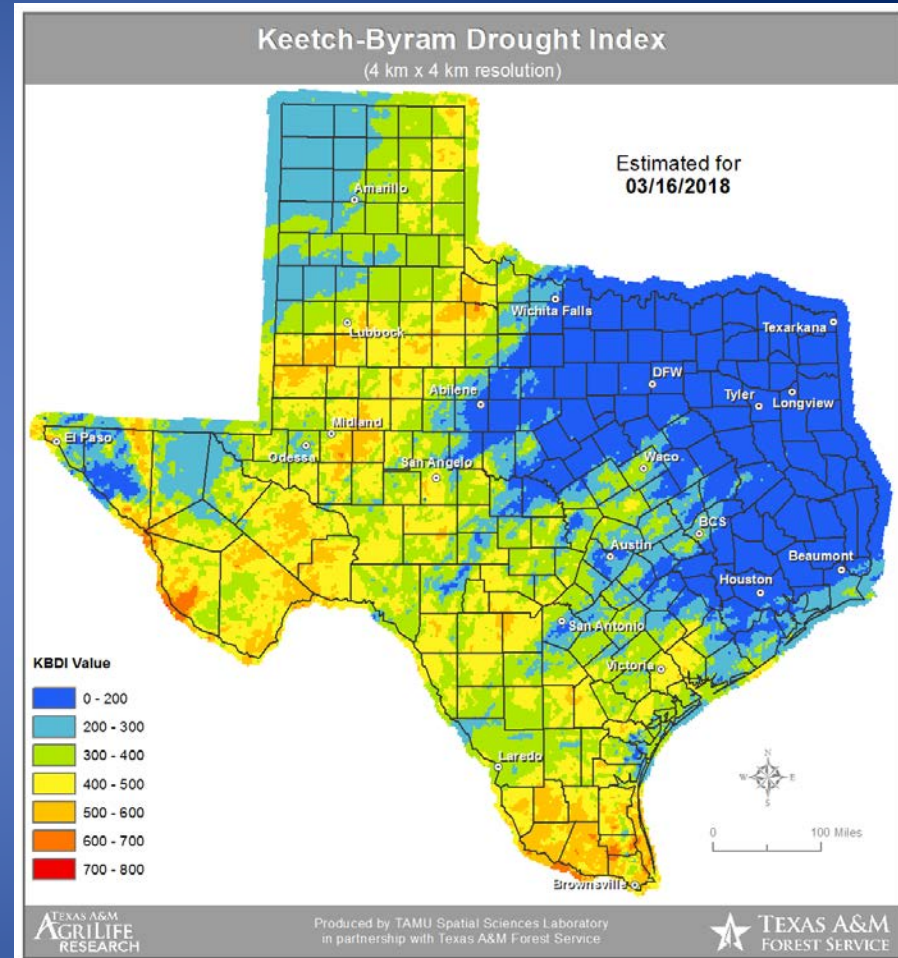 Keetch-Byram Drought Index
(4 km x 4 km resolution)
Estimated for
03/16/2018
Amarillo
Wichita Falls
Texarkana
Lubbock
DFW
Abilene
Tyler
Longview
Midland
El Paso
Odessa
San Angelo
Waco
BCS
Austin
Beaumont
Houston
San Antonio
Victoria
KBDI Value
0 - 200
200 - 300
300 - 400
400 - 500
500 - 600
600 - 700
700 - 800
Laredo
N
W E
S
0 100 Miles
Brownsville
TEXAS A&M
AGRILIFE
RESEARCH
Produced by TAMU Spatial Sciences Laboratory
in partnership with Texas A&M Forest Service
TEXAS A&M
FOREST SERVICE